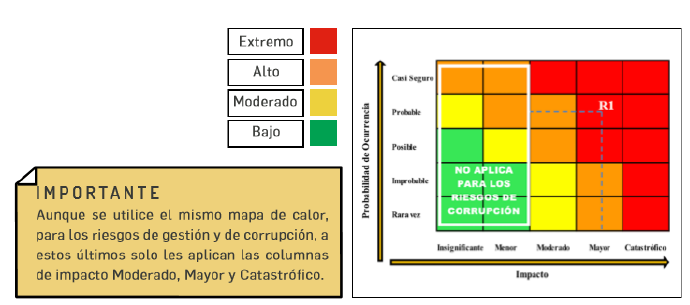 Extremo
Alto
Moderado
Bajo
IMPORTANTE
Aunque se utilice el mismo mapa de calor,
para los riesgos de gestión y de corrupción, a
estos últimos solo les aplican las columnas
de impacto Moderado, Mayor y Catastrófico.
Probabilidad de Ocurrencia
Casi Seguro
Probable
R1
Posible
Improbable
Rara ver
NO APLICA
PARA LOS
RIESGOS DE
CORRUPCIÓN
Insignificante Menor Moderado Mayor Catastrófico
Impacto